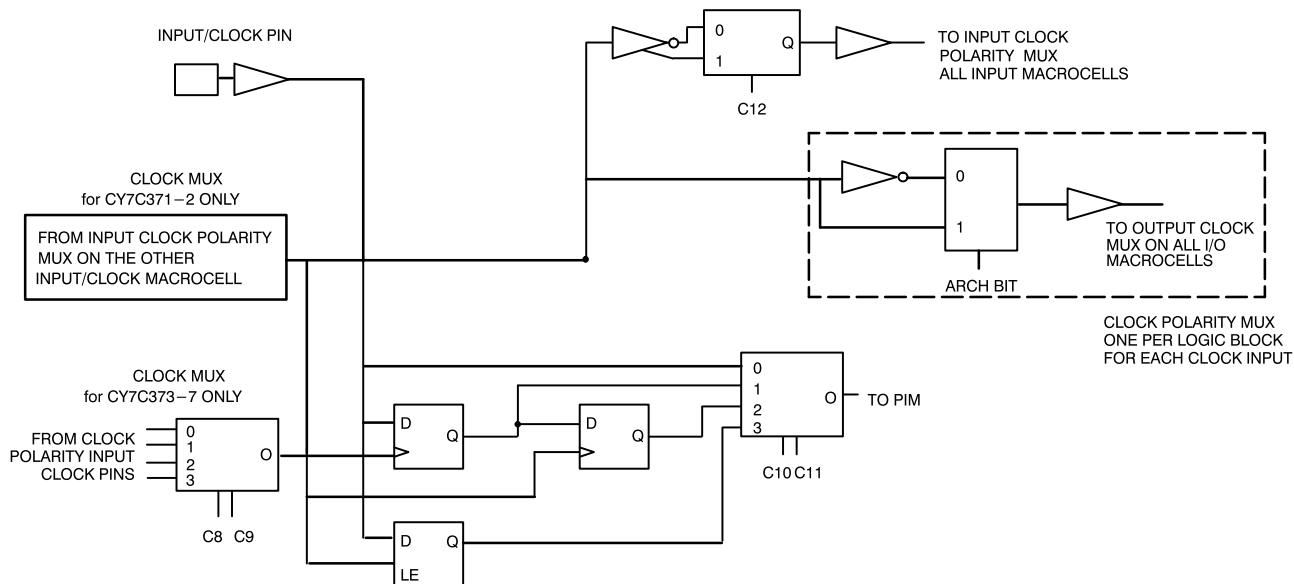 INPUT/CLOCK PIN
0
1
Q
C12
TO INPUT CLOCK
POLARITY MUX
ALL INPUT MACROCELLS
CLOCK MUX
for CY7C371−2 ONLY
FROM INPUT CLOCK POLARITY
MUX ON THE OTHER
INPUT/CLOCK MACROCELL
0
1
ARCH BIT
TO OUTPUT CLOCK
MUX ON ALL I/O
MACROCELLS
CLOCK POLARITY MUX
ONE PER LOGIC BLOCK
FOR EACH CLOCK INPUT
CLOCK MUX
for CY7C373−7 ONLY
FROM CLOCK
POLARITY INPUT
CLOCK PINS
0
1
2
3
O
C8 C9
D
Q
D
Q
D Q
LE
0
1
2
3
O
C10 C11
TO PIM